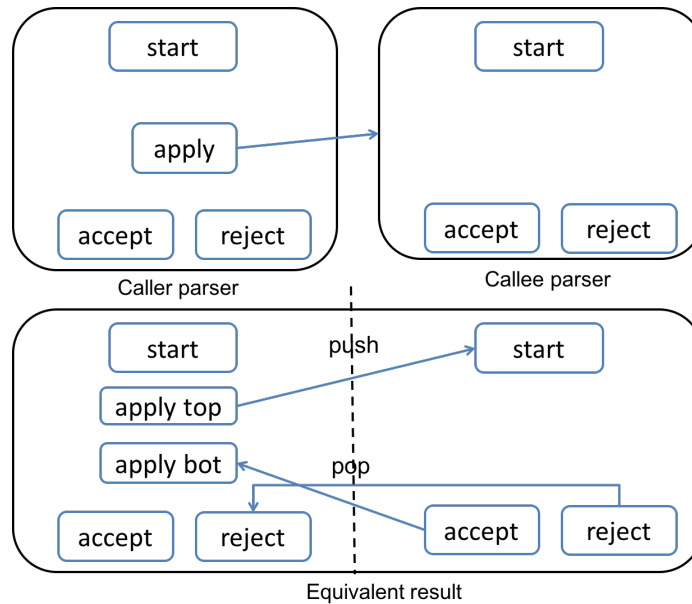 start
start
apply
accept
reject
accept
reject
Caller parser
Callee parser
start
push
start
apply top
apply bot
pop
accept
reject
accept
reject
Equivalent result